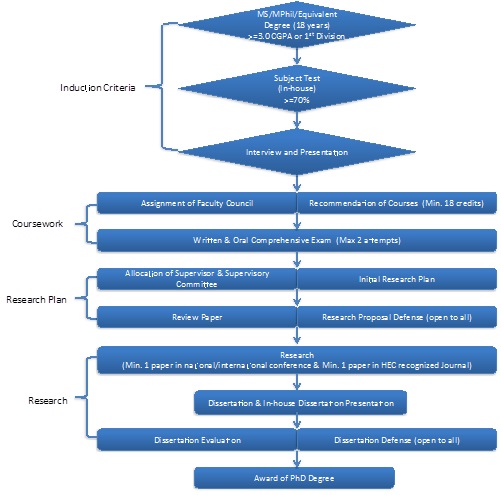 MS/MPhil/Equivalent
Degree (18 years)
>=3.0 CGPA or 1st Division
Subject Test
(In-house)
>=70%
Induction Criteria
Interview and Presentation
Assignment of Faculty Council
Recommendation of Courses (Min. 18 credits)
Coursework
Written & Oral Comprehensive Exam (Max 2 attempts)
Allocation of Supervisor & Supervisory
Committee
Initial Research Plan
Research Plan
Review Paper
Research Proposal Defense (open to all)
Research
(Min. 1 paper in national/international conference & Min. 1 paper in HEC recognized Journal)
Research
Dissertation & In-house Dissertation Presentation
Dissertation Evaluation
Dissertation Defense (open to all)
Award of PhD Degree